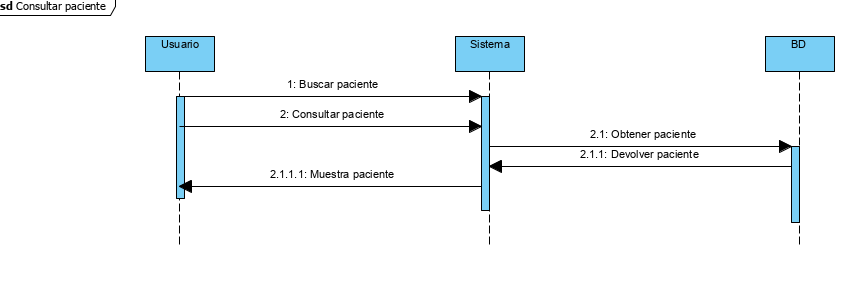 sd Consultar paciente
Usuario
Sistema
BD
1: Buscar paciente
2: Consultar paciente
2.1: Obtener paciente
2.1.1: Devolver paciente
2.1.1.1: Muestra paciente